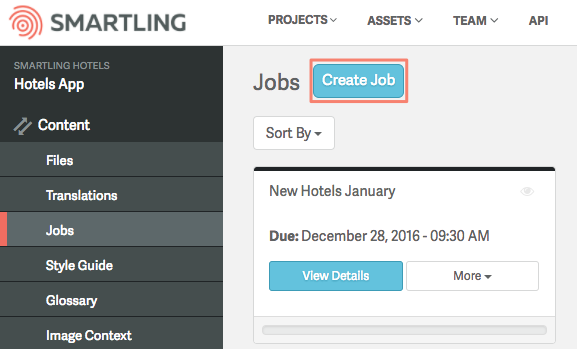 SMARTLING
PROJECTS ASSETS TEAM API
SMARTLING HOTELS
Hotels App
Content
Files
Translations
Jobs
Style Guide
Glossary
Image Context
Jobs Create Job
Sort By
New Hotels January
Due: December 28, 2016 - 09:30 AM
View Details More